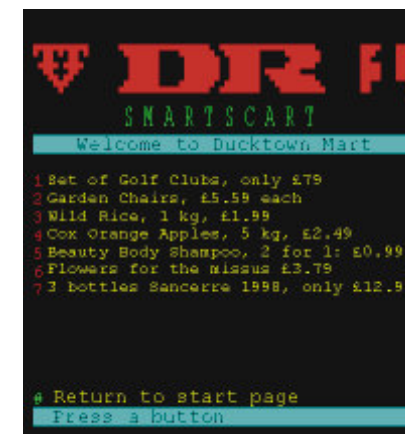 DR
SMARTSCART
Welcome to Ducktown Mart
1 Set of Golf Clubs, only £79
2 Garden Chairs, £5.59 each
3 Wild Rice, 1 kg, £1.99
4 Cox Orange Apples, 5 kg, £2.49
5 Beauty Body Shampoo, 2 for 1: £0.99
6 Flowers for the missus £3.79
7 3 bottles Sancerre 1998, only £12.9
Return to start page
Press a button